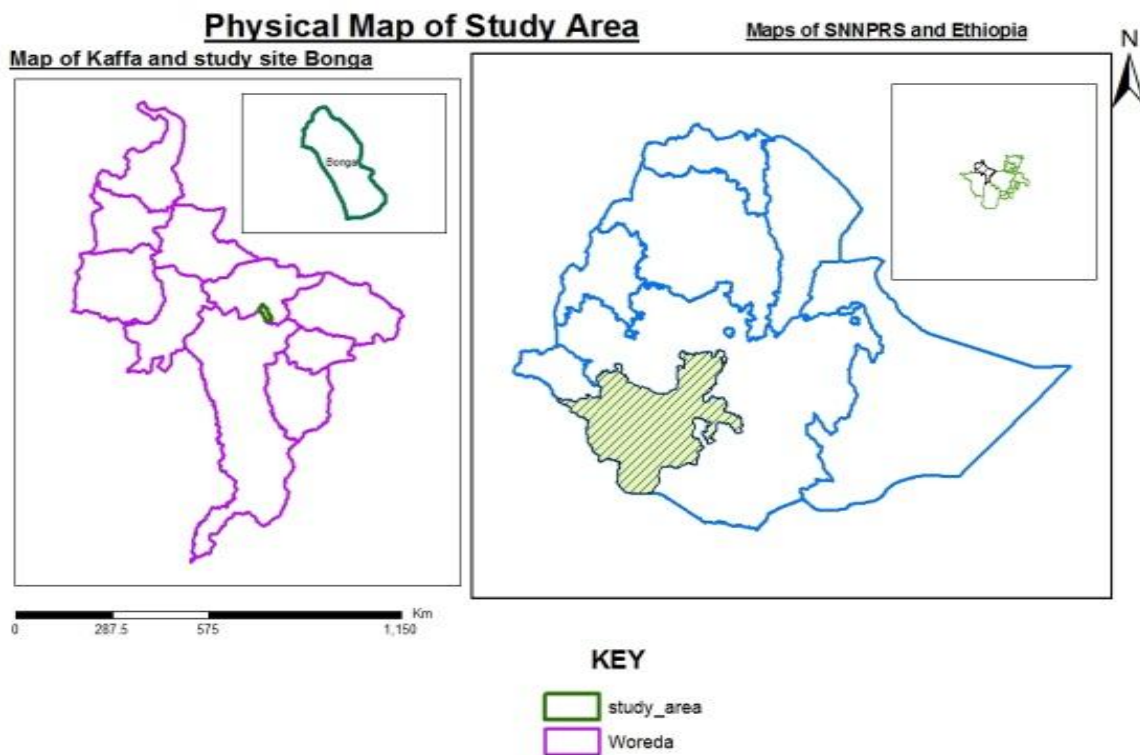 Physical Map of Study Area
Maps of SNNPRS and Ethiopia
N
Map of Kaffa and study site Bonga
Bonga
Km
0 287.5 575 1,150
KEY
study_area
Woreda